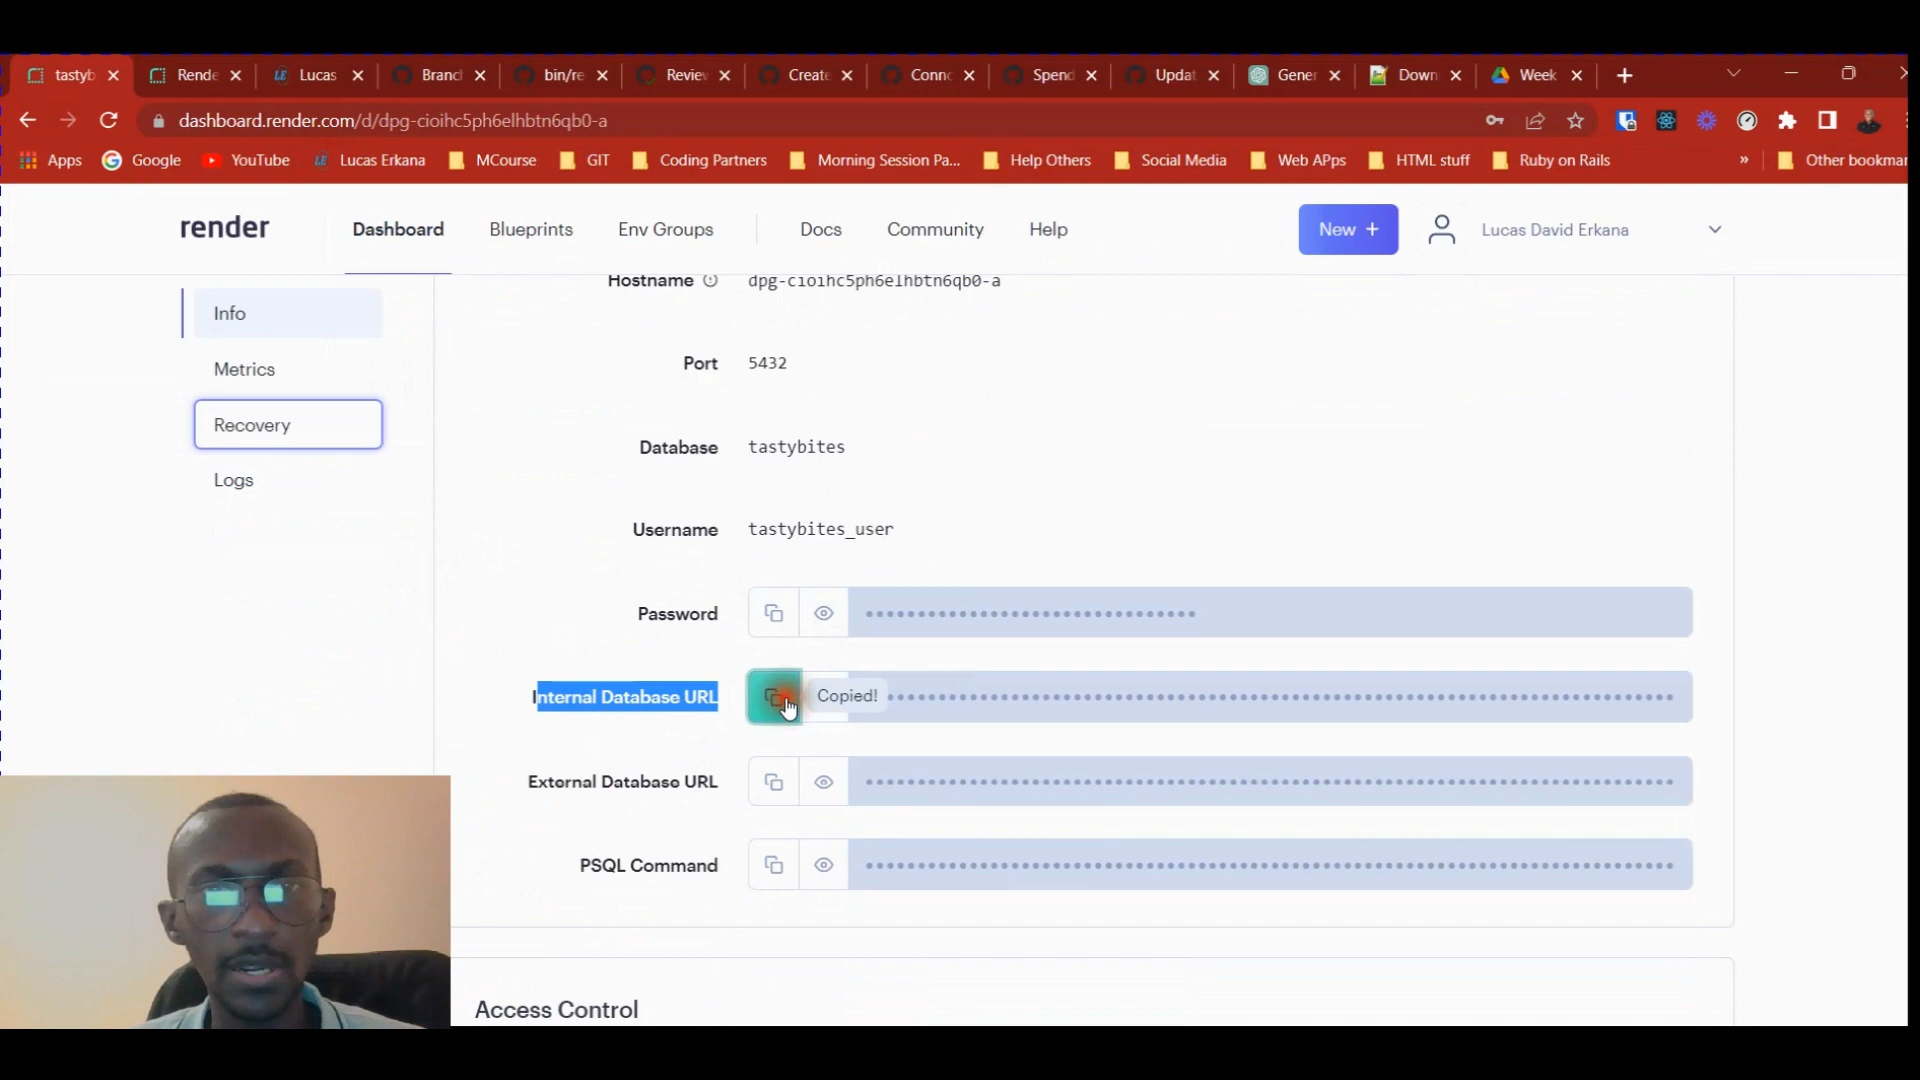 tastyb
Rende
Lucas
Branch
bin/re
Review
Create
Conne
Spend
Updat
Gener
Down
Week
dashboard.render.com/d/dpg-cioihc5ph6elhbtn6qb0-a
Apps
Google
YouTube
Lucas Erkana
MCourse
GIT
Coding Partners
Morning Session Pa...
Help Others
Social Media
Web APps
HTML stuff
Ruby on Rails
»
Other bookmar
render
Dashboard
Blueprints
Env Groups
Docs
Community
Help
New +
Lucas David Erkana
Info
Metrics
Recovery
Logs
Hostname dpg-cioihc5ph6elhbtn6qb0-a
Port 5432
Database tastybites
Username tastybites_user
Password
Internal Database URL Copied!
External Database URL
PSQL Command
Access Control